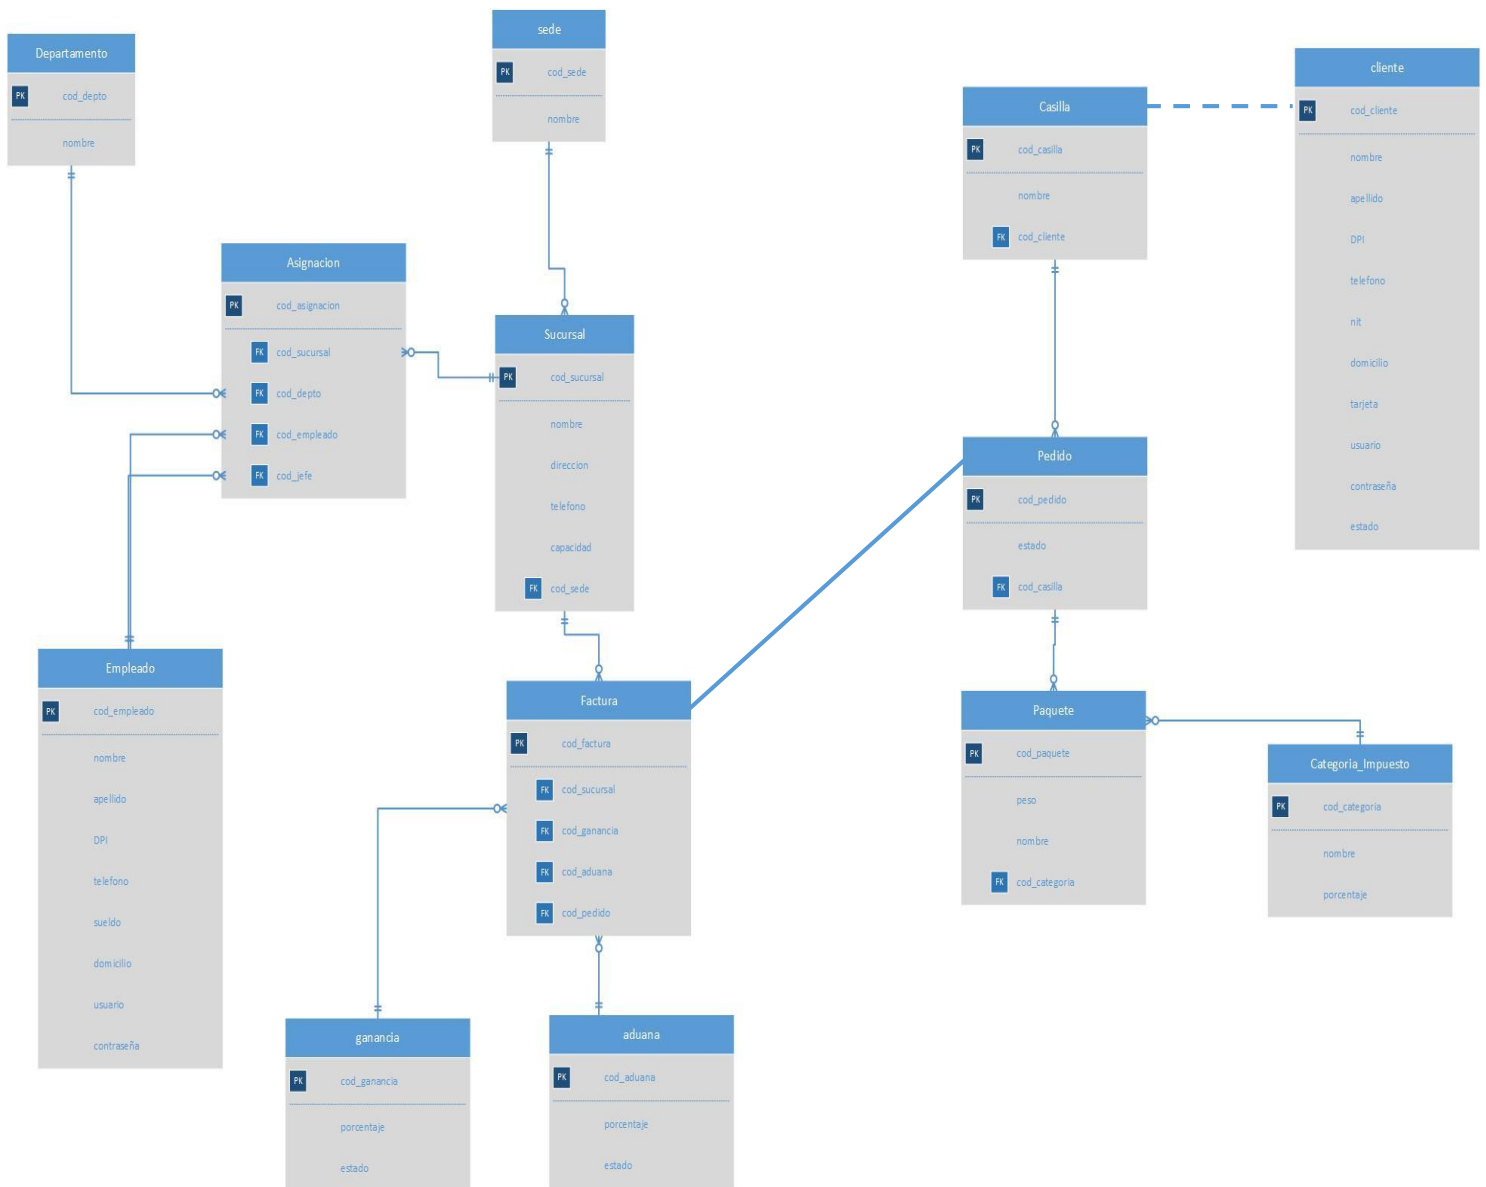 Departamento
PK cod_depto
nombre
sede
PK cod_sede
nombre
Casilla
PK cod_casilla
nombre
FK cod_cliente
cliente
PK cod_cliente
nombre
apellido
DPI
telefono
nit
domicilio
tarjeta
usuario
contraseña
estado
Asignacion
PK cod_asignacion
FK cod_sucursal
FK cod_depto
FK cod_empleado
FK cod_jefe
Sucursal
PK cod_sucursal
nombre
direccion
telefono
capacidad
FK cod_sede
Pedido
PK cod_pedido
estado
FK cod_casilla
Empleado
PK cod_empleado
nombre
apellido
DPI
telefono
sueldo
domicilio
usuario
contraseña
Factura
PK cod_factura
FK cod_sucursal
FK cod_ganancia
FK cod_aduana
FK cod_pedido
Paquete
PK cod_paquete
peso
nombre
FK cod_categoria
Categoria_Impuesto
PK cod_categoria
nombre
porcentaje
ganancia
PK cod_ganancia
porcentaje
estado
aduana
PK cod_aduana
porcentaje
estado